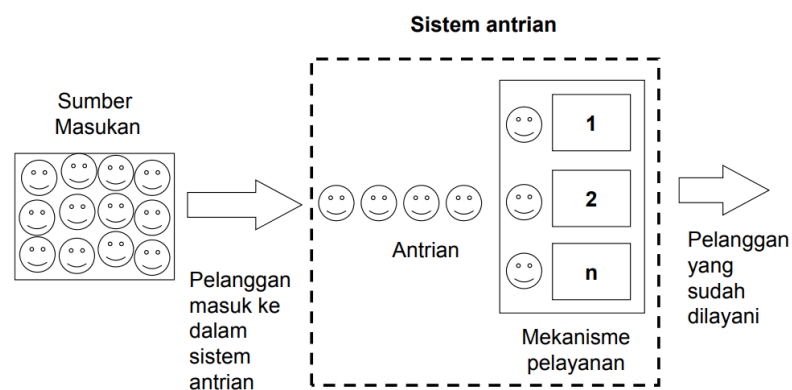 Sistem antrian
Sumber
Masukan
Pelanggan
masuk ke
dalam
sistem
antrian
Antrian
1
2
n
Mekanisme
pelayanan
Pelanggan
yang
sudah
dilayani